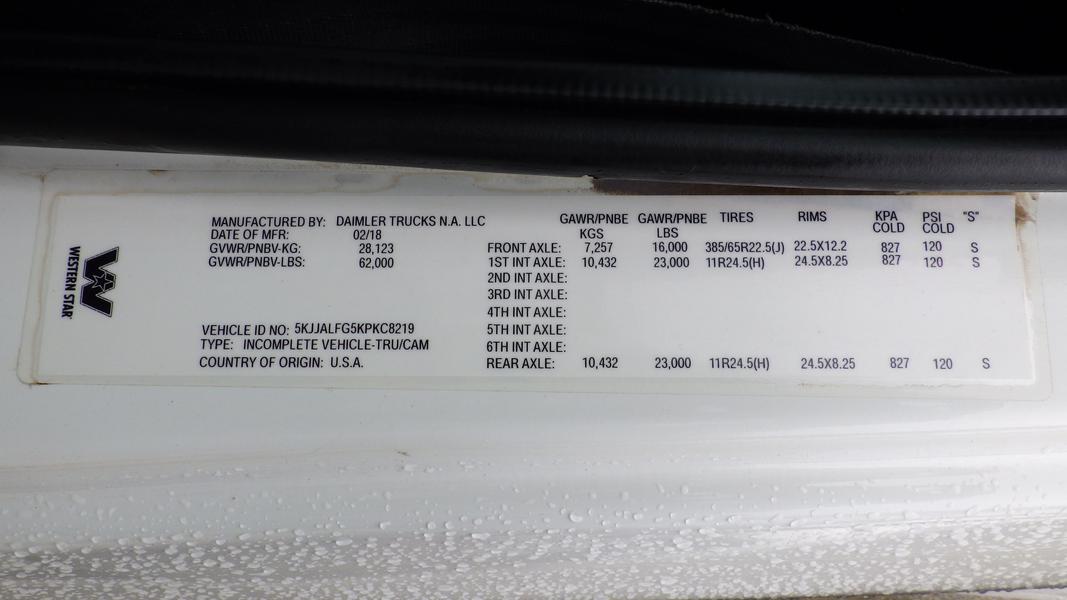 WESTERN STAR
MANUFACTURED BY: DAIMLER TRUCKS N.A. LLC
DATE OF MFR: 02/18
GVWR/PNBV-KG: 28,123
GVWR/PNBV-LBS: 62,000
VEHICLE ID NO: 5KJJALFG5KPKC8219
TYPE: INCOMPLETE VEHICLE-TRU/CAM
COUNTRY OF ORIGIN: U.S.A.
GAWR/PNBE GAWR/PNBE TIRES RIMS KPA PSI "S"
KGS LBS COLD COLD
FRONT AXLE: 7,257 16,000 385/65R22.5(J) 22.5X12.2 827 120 S
1ST INT AXLE: 10,432 23,000 11R24.5(H) 24.5X8.25 827 120 S
2ND INT AXLE:
3RD INT AXLE:
4TH INT AXLE:
5TH INT AXLE:
6TH INT AXLE:
REAR AXLE: 10,432 23,000 11R24.5(H) 24.5X8.25 827 120 S